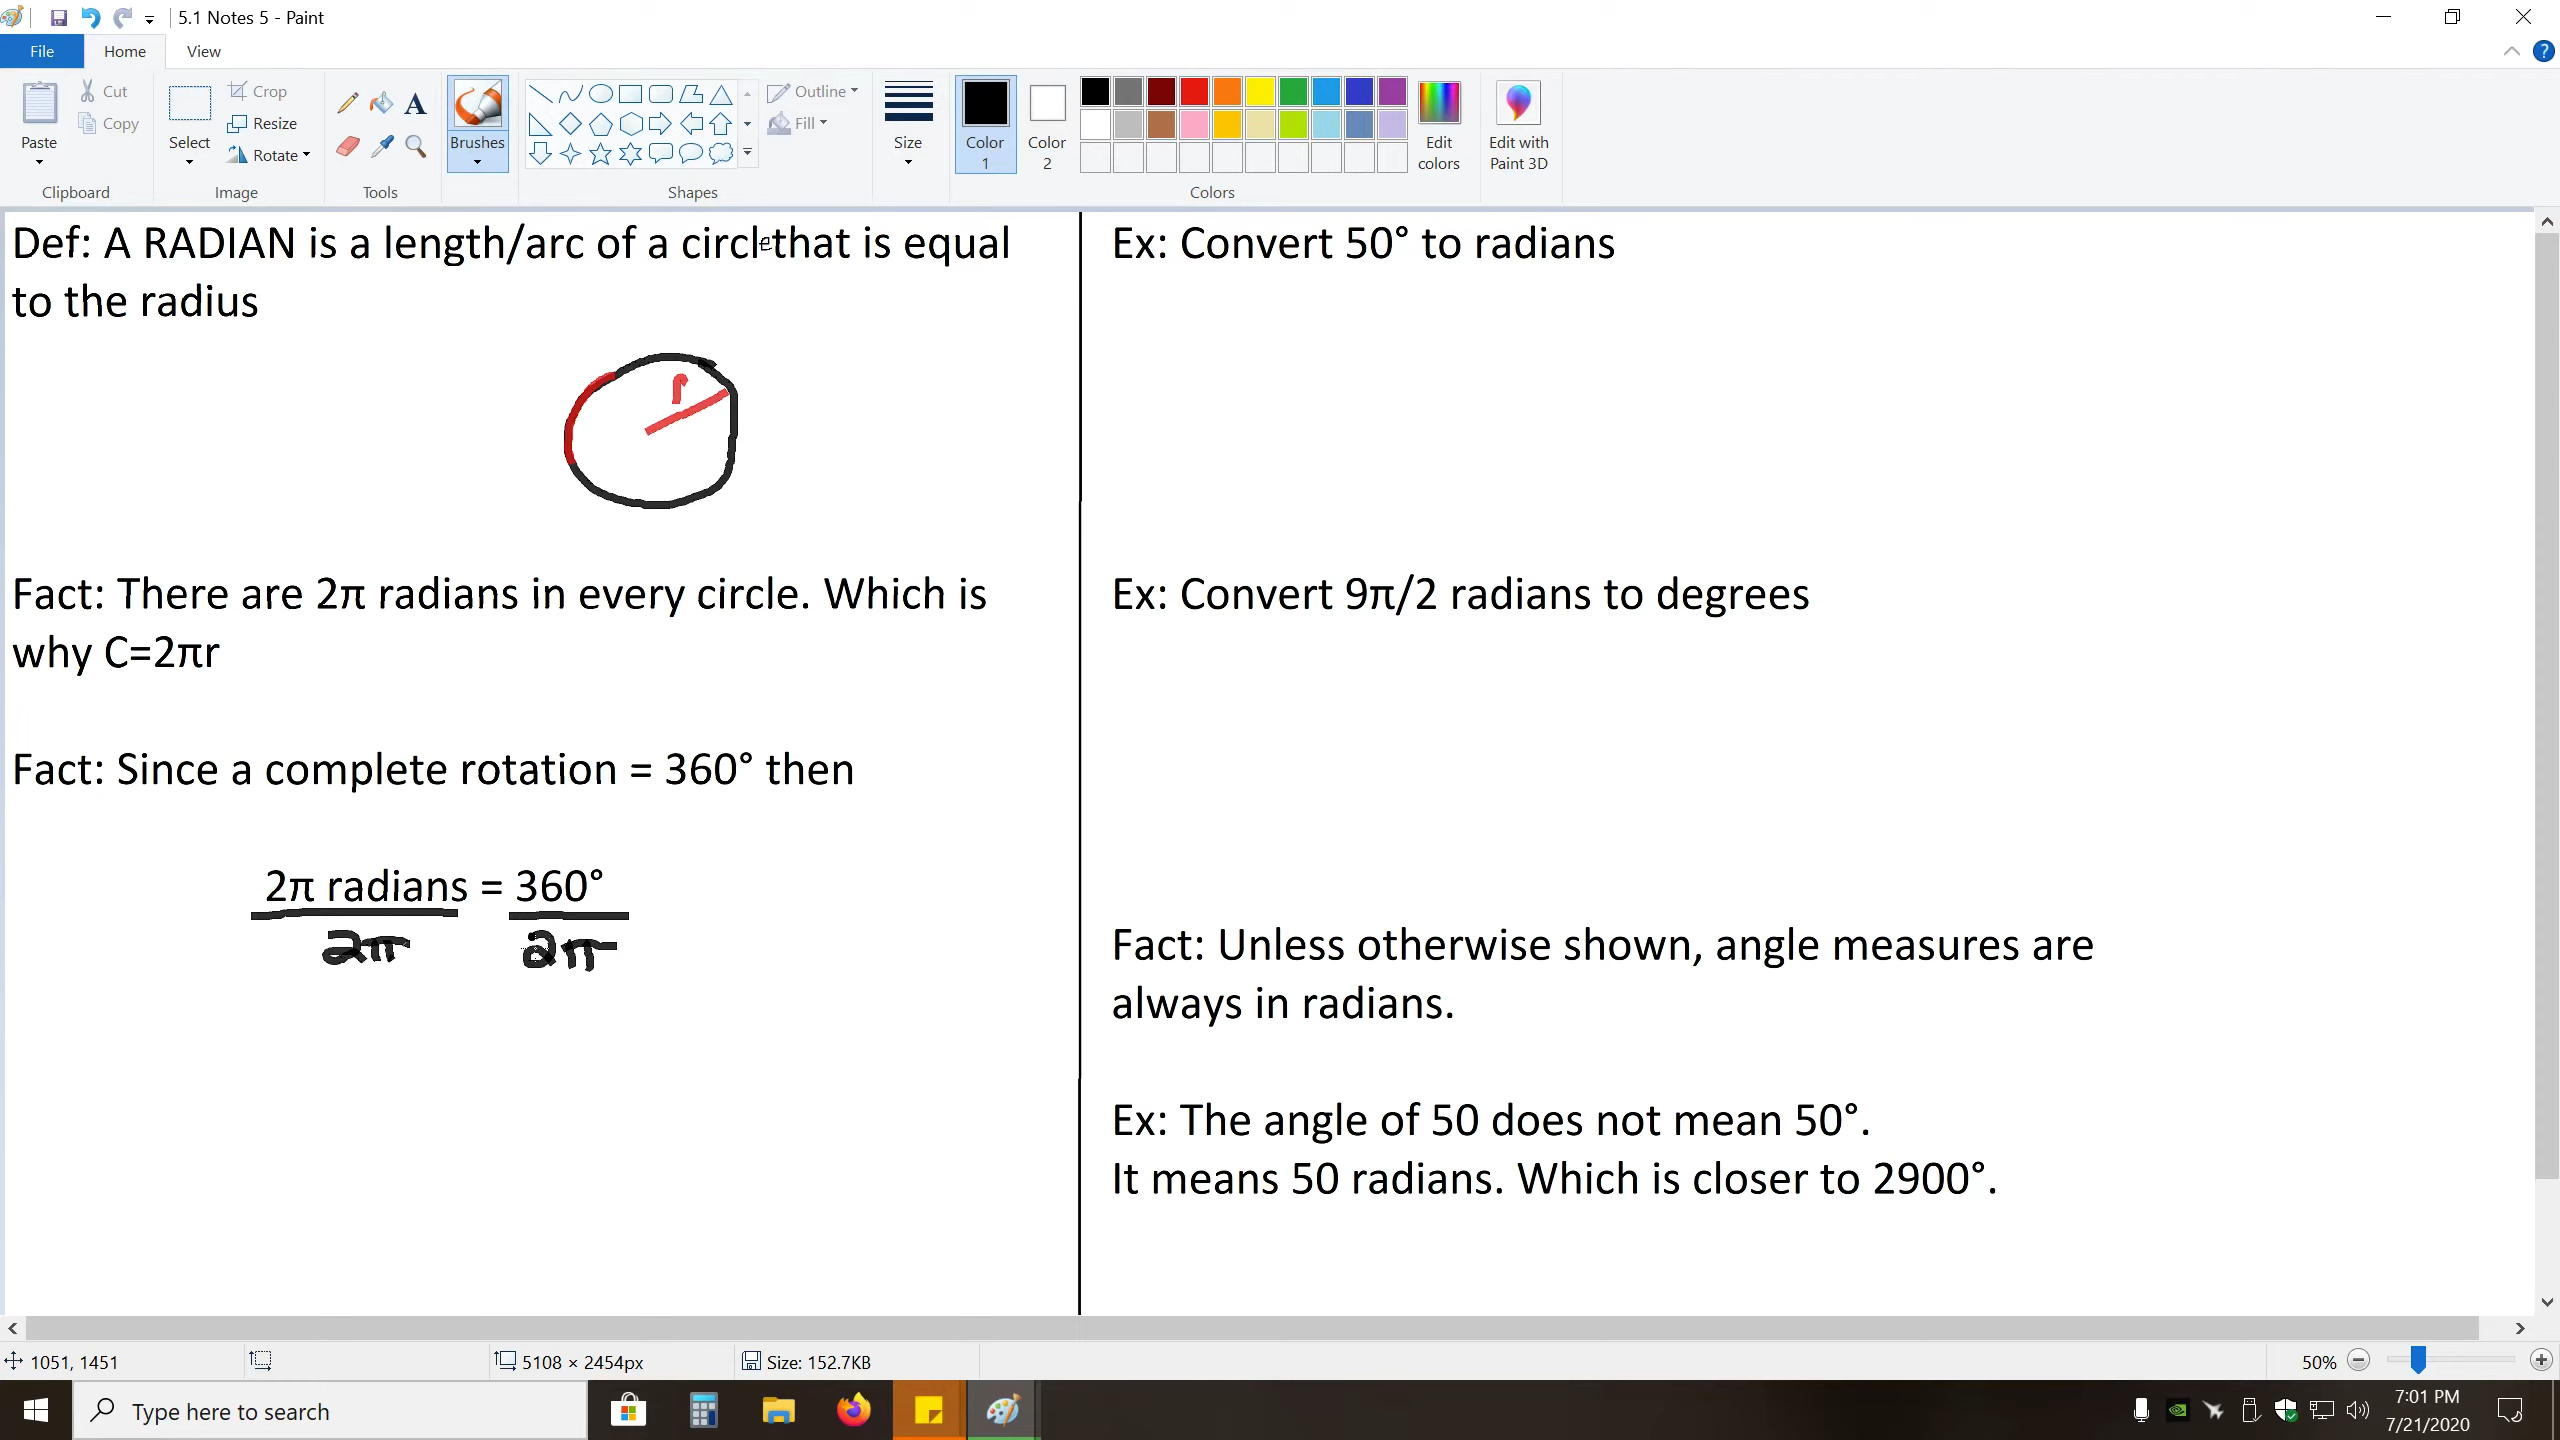 5.1 Notes 5 - Paint
File Home View
Paste
Cut
Copy
Clipboard
Select
Crop
Resize
Rotate
Image
A
Tools
Brushes
Shapes
Outline
Fill
Size
Color 1
Color 2
Colors
Edit colors
Edit with Paint 3D
?
Def: A RADIAN is a length/arc of a circle that is equal
to the radius
r
Fact: There are 2π radians in every circle. Which is
why C=2πr
Fact: Since a complete rotation = 360° then
2π radians = 360°
2π 2π
Ex: Convert 50° to radians
Ex: Convert 9π/2 radians to degrees
Fact: Unless otherwise shown, angle measures are
always in radians.
Ex: The angle of 50 does not mean 50°.
It means 50 radians. Which is closer to 2900°.
1051, 1451 5108 × 2454px Size: 152.7KB 50%
Type here to search
7:01 PM
7/21/2020